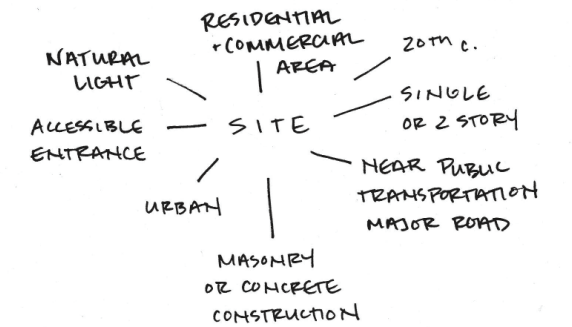 RESIDENTIAL
+ COMMERCIAL
AREA
20TH C.
NATURAL
LIGHT
SINGLE
OR 2 STORY
ACCESSIBLE
ENTRANCE
SITE
NEAR PUBLIC
TRANSPORTATION
MAJOR ROAD
URBAN
MASONRY
OR CONCRETE
CONSTRUCTION